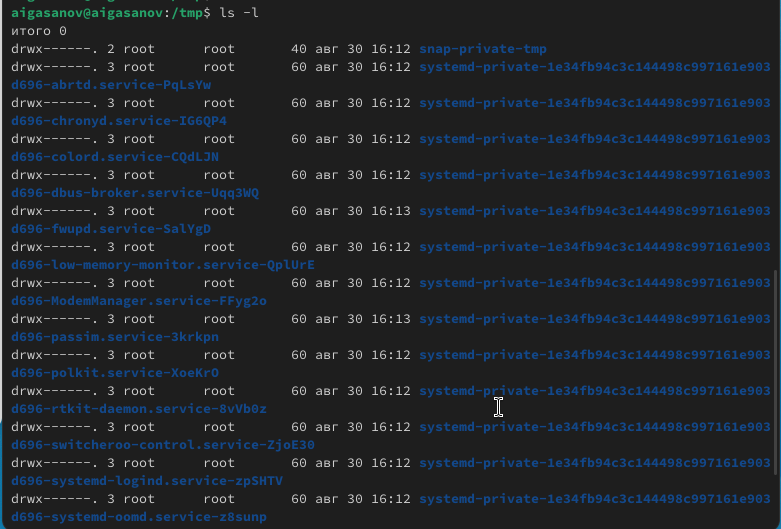 aigasanov@aigasanov:/tmp$ ls -l
итого 0
drwx------. 2 root      root       40 авг 30 16:12 snap-private-tmp
drwx------. 3 root      root       60 авг 30 16:12 systemd-private-1e34fb94c3c144498c997161e903
d696-abrtd.service-PqLsYw
drwx------. 3 root      root       60 авг 30 16:12 systemd-private-1e34fb94c3c144498c997161e903
d696-chronyd.service-IG6QP4
drwx------. 3 root      root       60 авг 30 16:12 systemd-private-1e34fb94c3c144498c997161e903
d696-colord.service-CQdLJN
drwx------. 3 root      root       60 авг 30 16:12 systemd-private-1e34fb94c3c144498c997161e903
d696-dbus-broker.service-Uqq3WQ
drwx------. 3 root      root       60 авг 30 16:13 systemd-private-1e34fb94c3c144498c997161e903
d696-fwupd.service-SalYgD
drwx------. 3 root      root       60 авг 30 16:12 systemd-private-1e34fb94c3c144498c997161e903
d696-low-memory-monitor.service-QplUrE
drwx------. 3 root      root       60 авг 30 16:12 systemd-private-1e34fb94c3c144498c997161e903
d696-ModemManager.service-FFyg2o
drwx------. 3 root      root       60 авг 30 16:13 systemd-private-1e34fb94c3c144498c997161e903
d696-passim.service-3krkpn
drwx------. 3 root      root       60 авг 30 16:12 systemd-private-1e34fb94c3c144498c997161e903
d696-polkit.service-XoeKrO
drwx------. 3 root      root       60 авг 30 16:12 systemd-private-1e34fb94c3c144498c997161e903
d696-rtkit-daemon.service-8vVb0z
drwx------. 3 root      root       60 авг 30 16:12 systemd-private-1e34fb94c3c144498c997161e903
d696-switcheroo-control.service-ZjoE30
drwx------. 3 root      root       60 авг 30 16:12 systemd-private-1e34fb94c3c144498c997161e903
d696-systemd-logind.service-zpSHTV
drwx------. 3 root      root       60 авг 30 16:12 systemd-private-1e34fb94c3c144498c997161e903
d696-systemd-oomd.service-z8sunp